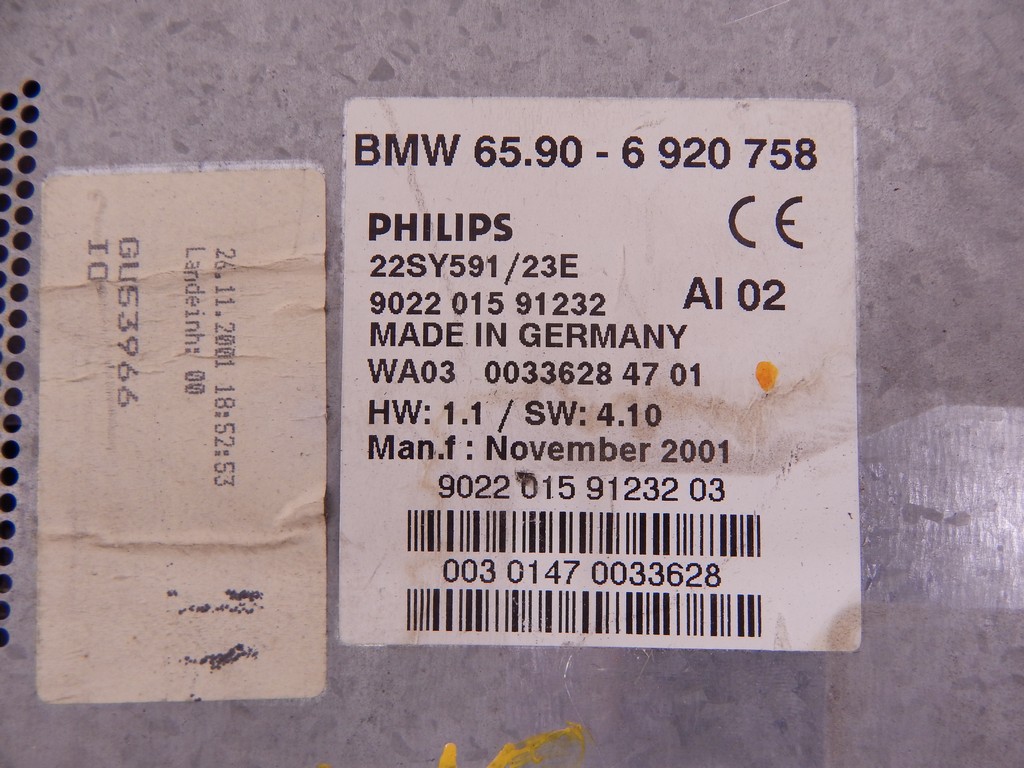 BMW 65.90 - 6 920 758
PHILIPS CE
22SY591/23E
9022 015 91232 AI 02
MADE IN GERMANY
WA03 0033628 47 01
HW: 1.1 / SW: 4.10
Man.f : November 2001
9022 015 91232 03
003 0147 0033628
26.11.2001 18:52:53
Landeinh: 00
GU53966
IO